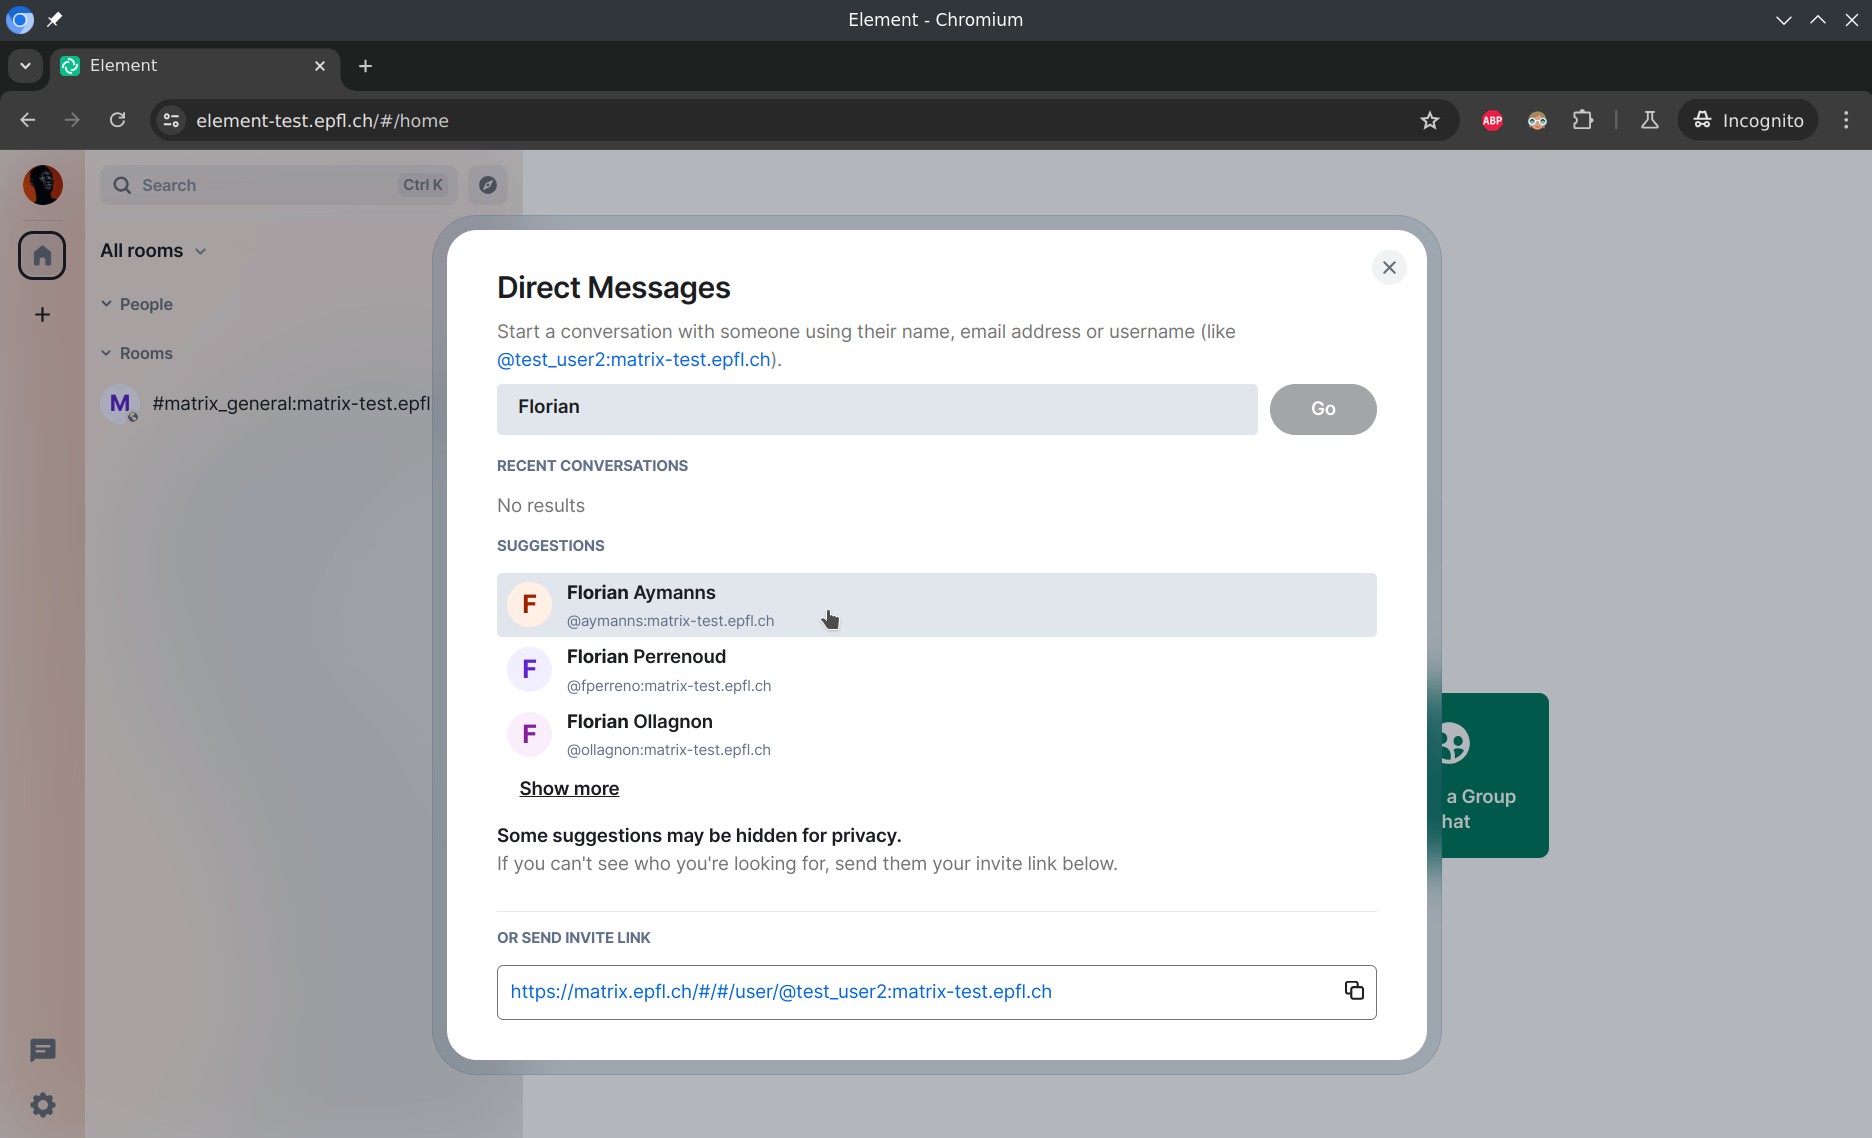 Element - Chromium
Element
element-test.epfl.ch/#/home
ABP
Incognito
Search
Ctrl K
All rooms
People
Rooms
M
#matrix_general:matrix-test.epfl
Direct Messages
Start a conversation with someone using their name, email address or username (like
@test_user2:matrix-test.epfl.ch).
Florian
Go
RECENT CONVERSATIONS
No results
SUGGESTIONS
F
Florian Aymanns
@aymanns:matrix-test.epfl.ch
F
Florian Perrenoud
@fperreno:matrix-test.epfl.ch
F
Florian Ollagnon
@ollagnon:matrix-test.epfl.ch
Show more
Some suggestions may be hidden for privacy.
If you can't see who you're looking for, send them your invite link below.
OR SEND INVITE LINK
https://matrix.epfl.ch/#/#/user/@test_user2:matrix-test.epfl.ch
a Group
hat